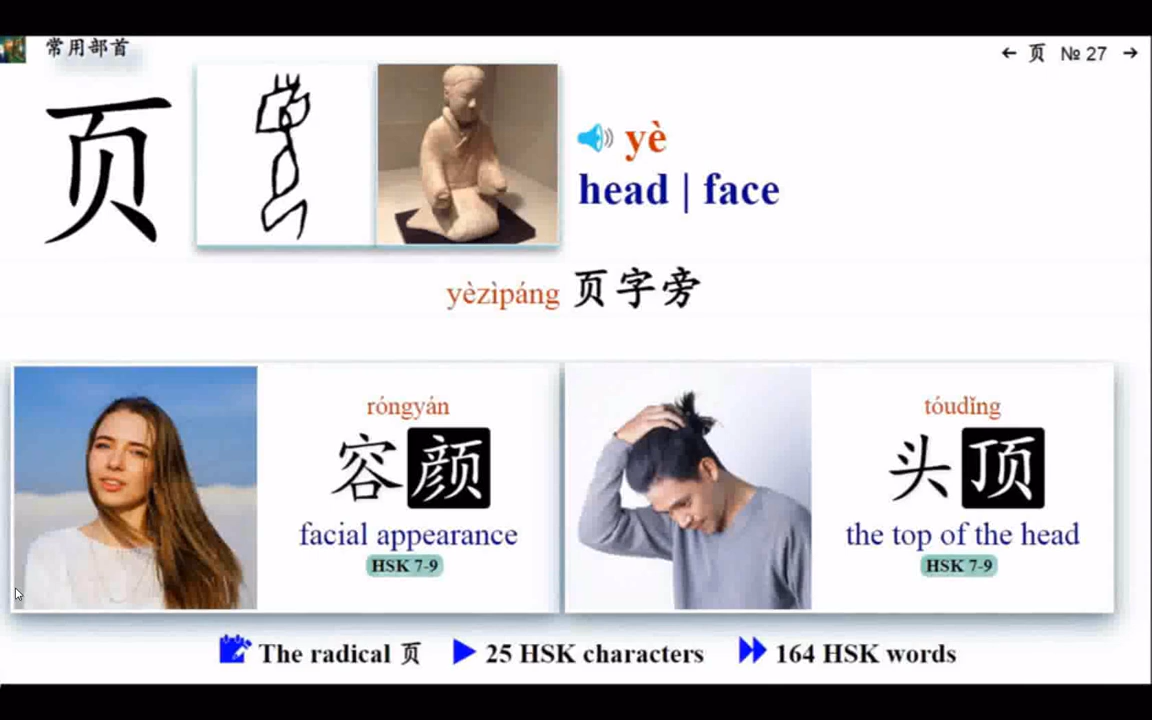 常用部首
← 页 № 27 →
页
yè
head | face
yèzìpáng 页字旁
róngyán
容颜
facial appearance
HSK 7-9
tóudǐng
头顶
the top of the head
HSK 7-9
The radical 页
25 HSK characters
164 HSK words